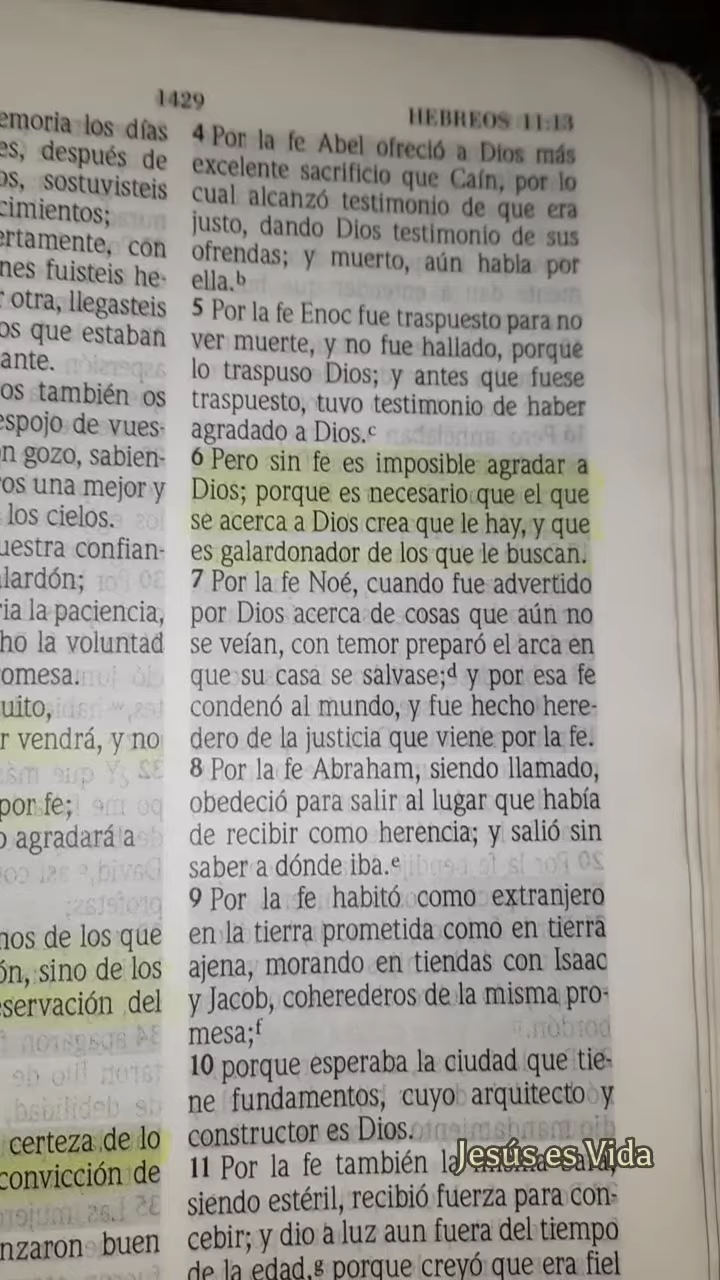 1429
HEBREOS 11:13
emoria los días
es, después de
os, sostuvisteis
cimientos;
ertamente, con
nes fuisteis he-
r otra, llegasteis
os que estaban
ante.
os también os
espojo de vues-
n gozo, sabien-
os una mejor y
los cielos.
uestra confian-
lardón;
ia la paciencia,
ho la voluntad
omesa.
uito,
r vendrá, y no
por fe;
o agradará a
nos de los que
ón, sino de los
servación del
certeza de lo
convicción de
nzaron buen
4 Por la fe Abel ofreció a Dios más
excelente sacrificio que Caín, por lo
cual alcanzó testimonio de que era
justo, dando Dios testimonio de sus
ofrendas; y muerto, aún habla por
ella.b
5 Por la fe Enoc fue traspuesto para no
ver muerte, y no fue hallado, porque
lo traspuso Dios; y antes que fuese
traspuesto, tuvo testimonio de haber
agradado a Dios.c
6 Pero sin fe es imposible agradar a
Dios; porque es necesario que el que
se acerca a Dios crea que le hay, y que
es galardonador de los que le buscan.
7 Por la fe Noé, cuando fue advertido
por Dios acerca de cosas que aún no
se veían, con temor preparó el arca en
que su casa se salvase;d y por esa fe
condenó al mundo, y fue hecho here-
dero de la justicia que viene por la fe.
8 Por la fe Abraham, siendo llamado,
obedeció para salir al lugar que había
de recibir como herencia; y salió sin
saber a dónde iba.e
9 Por la fe habitó como extranjero
en la tierra prometida como en tierra
ajena, morando en tiendas con Isaac
y Jacob, coherederos de la misma pro-
mesa;f
10 porque esperaba la ciudad que tie-
ne fundamentos, cuyo arquitecto y
constructor es Dios.
11 Por la fe también la
Jesús es Vida
siendo estéril, recibió fuerza para con-
cebir; y dio a luz aun fuera del tiempo
de la edad,g porque creyó que era fiel